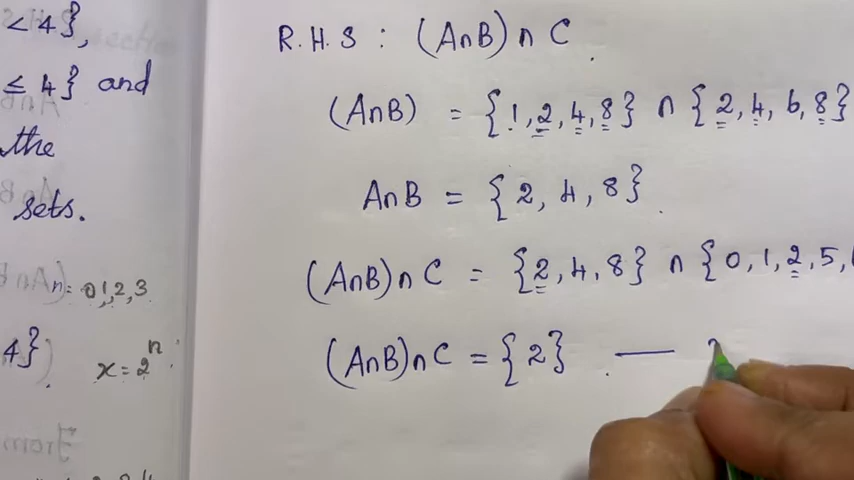 < 4},
≤ 4} and
the
sets.
n = 0,1,2,3
4}
x = 2ⁿ
R.H.S : (A∩B) ∩ C
(A∩B) = {1, 2, 4, 8} ∩ {2, 4, 6, 8}
A∩B = {2, 4, 8}
(A∩B)∩C = {2, 4, 8} ∩ {0, 1, 2, 5,
(A∩B)∩C = {2} . —